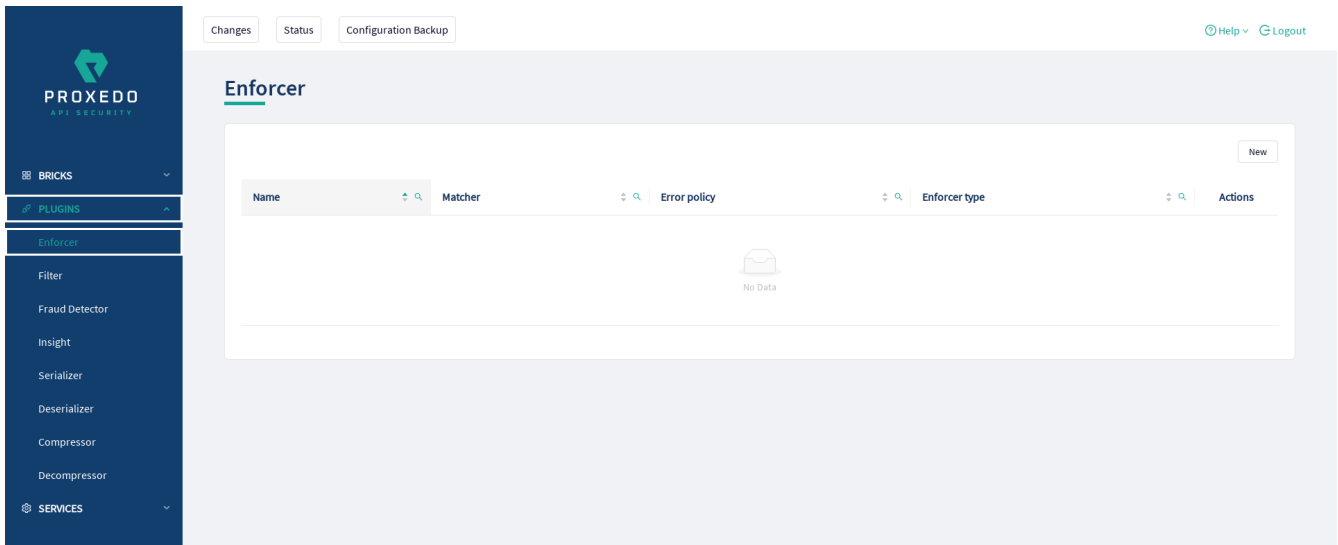 Changes Status Configuration Backup Help Logout
PROXEDO
API SECURITY
Enforcer
New
BRICKS
PLUGINS
Enforcer
Filter
Fraud Detector
Insight
Serializer
Deserializer
Compressor
Decompressor
SERVICES
Name Matcher Error policy Enforcer type Actions
No Data